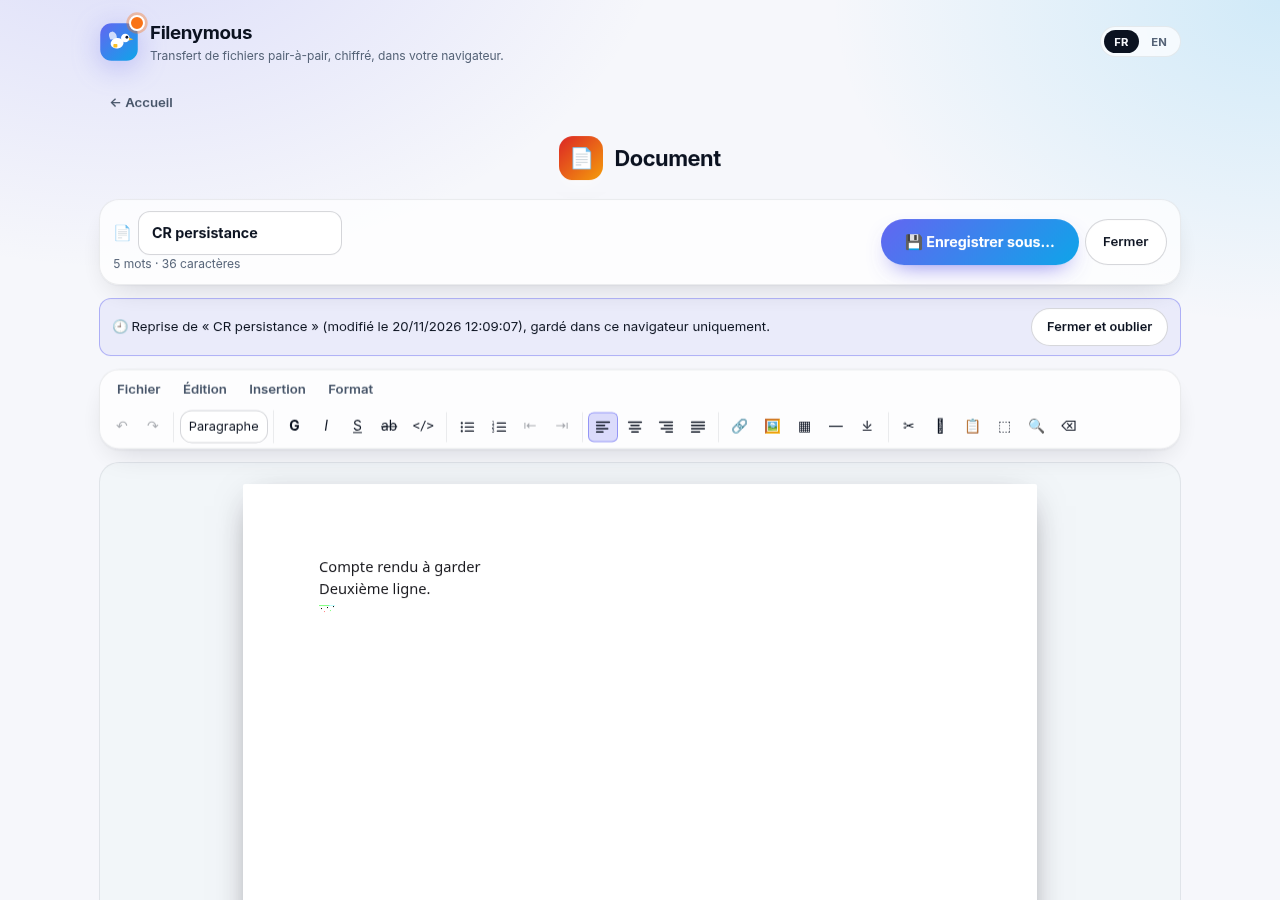 Filenymous
Transfert de fichiers pair-à-pair, chiffré, dans votre navigateur.
FR EN
← Accueil
Document
CR persistance
5 mots · 36 caractères
Enregistrer sous…
Fermer
Reprise de « CR persistance » (modifié le 20/11/2026 12:09:07), gardé dans ce navigateur uniquement.
Fermer et oublier
Fichier Édition Insertion Format
Paragraphe G I S ab </>
Compte rendu à garder
Deuxième ligne.